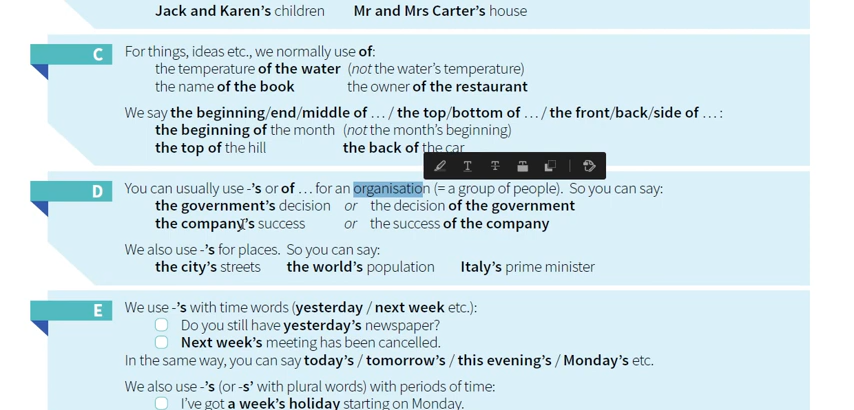 Jack and Karen's children Mr and Mrs Carter's house
C
For things, ideas etc., we normally use of:
the temperature of the water (not the water's temperature)
the name of the book the owner of the restaurant
We say the beginning/end/middle of … / the top/bottom of … / the front/back/side of … :
the beginning of the month (not the month's beginning)
the top of the hill the back of the car
D
You can usually use -'s or of … for an organisation (= a group of people). So you can say:
the government's decision or the decision of the government
the company's success or the success of the company
We also use -'s for places. So you can say:
the city's streets the world's population Italy's prime minister
E
We use -'s with time words (yesterday / next week etc.):
Do you still have yesterday's newspaper?
Next week's meeting has been cancelled.
In the same way, you can say today's / tomorrow's / this evening's / Monday's etc.
We also use -'s (or -s' with plural words) with periods of time:
I've got a week's holiday starting on Monday.